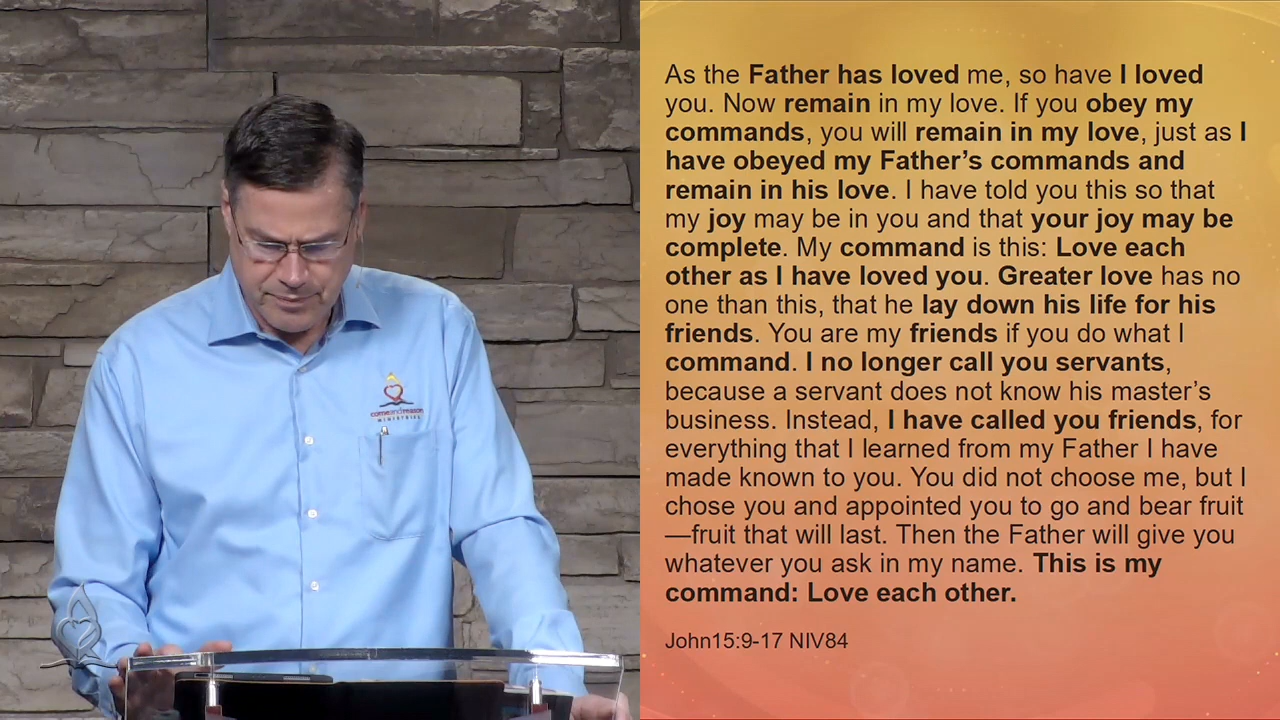 come and reason
MINISTRIES
As the Father has loved me, so have I loved
you. Now remain in my love. If you obey my
commands, you will remain in my love, just as I
have obeyed my Father’s commands and
remain in his love. I have told you this so that
my joy may be in you and that your joy may be
complete. My command is this: Love each
other as I have loved you. Greater love has no
one than this, that he lay down his life for his
friends. You are my friends if you do what I
command. I no longer call you servants,
because a servant does not know his master’s
business. Instead, I have called you friends, for
everything that I learned from my Father I have
made known to you. You did not choose me, but I
chose you and appointed you to go and bear fruit
—fruit that will last. Then the Father will give you
whatever you ask in my name. This is my
command: Love each other.
John15:9-17 NIV84